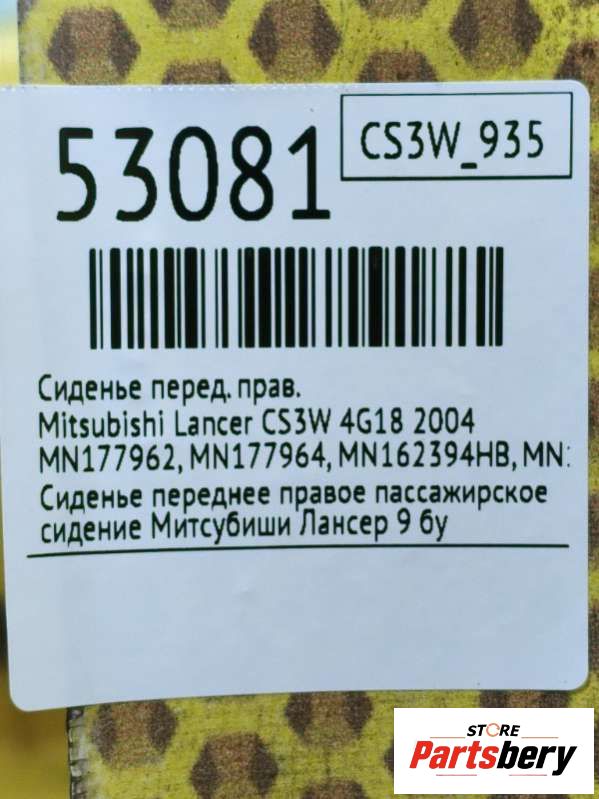 53081
CS3W_935
Сиденье перед. прав.
Mitsubishi Lancer CS3W 4G18 2004
MN177962, MN177964, MN162394HB, MN
Сиденье переднее правое пассажирское
сидение Митсубиши Лансер 9 бу
STORE
Partsbery